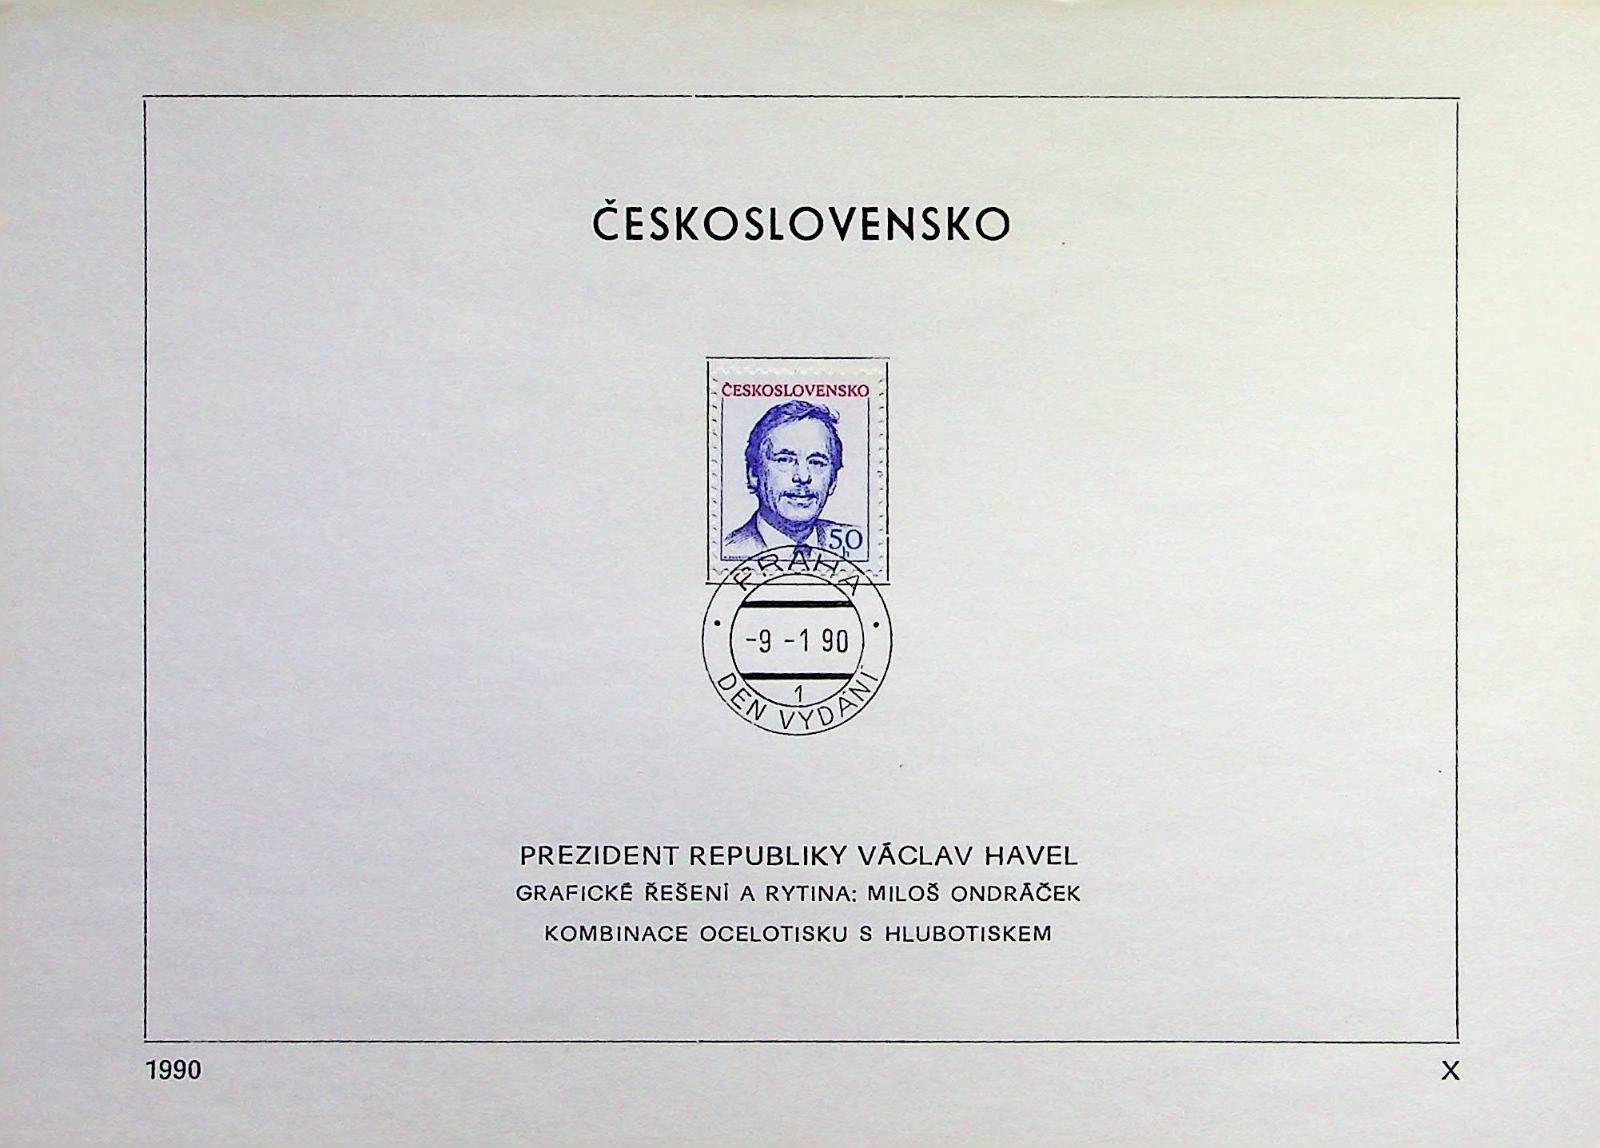 ČESKOSLOVENSKO
ČESKOSLOVENSKO
50
h
PRAHA
-9 -1 90
1
DEN VYDÁNÍ
PREZIDENT REPUBLIKY VÁCLAV HAVEL
GRAFICKÉ ŘEŠENÍ A RYTINA: MILOŠ ONDRÁČEK
KOMBINACE OCELOTISKU S HLUBOTISKEM
1990
X